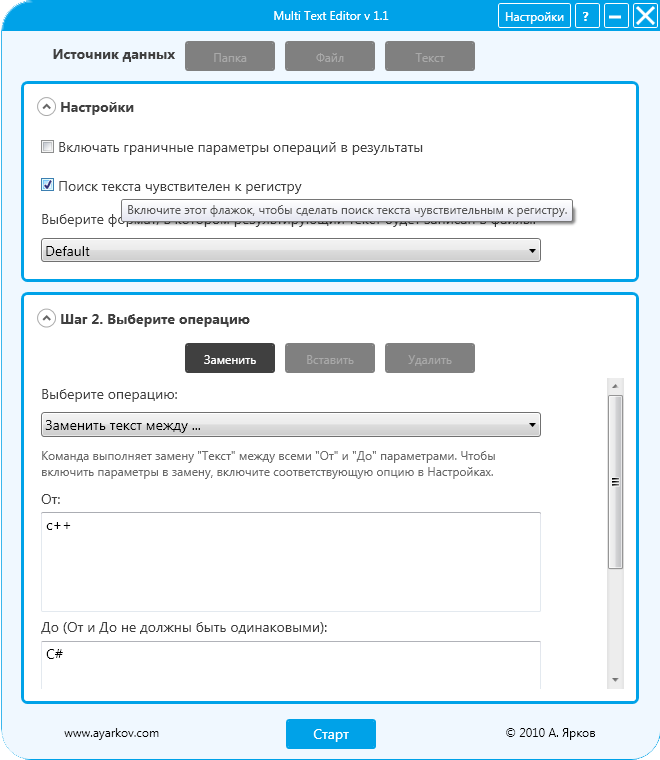 Multi Text Editor v 1.1
Настройки
?
Источник данных
Папка
Файл
Текст
Настройки
Включать граничные параметры операций в результаты
Поиск текста чувствителен к регистру
Включите этот флажок, чтобы сделать поиск текста чувствительным к регистру.
Выберите
Default
Шаг 2. Выберите операцию
Заменить
Вставить
Удалить
Выберите операцию:
Заменить текст между ...
Команда выполняет замену "Текст" между всеми "От" и "До" параметрами. Чтобы
включить параметры в замену, включите соответствующую опцию в Настройках.
От:
c++
До (От и До не должны быть одинаковыми):
C#
www.ayarkov.com
Старт
© 2010 А. Ярков